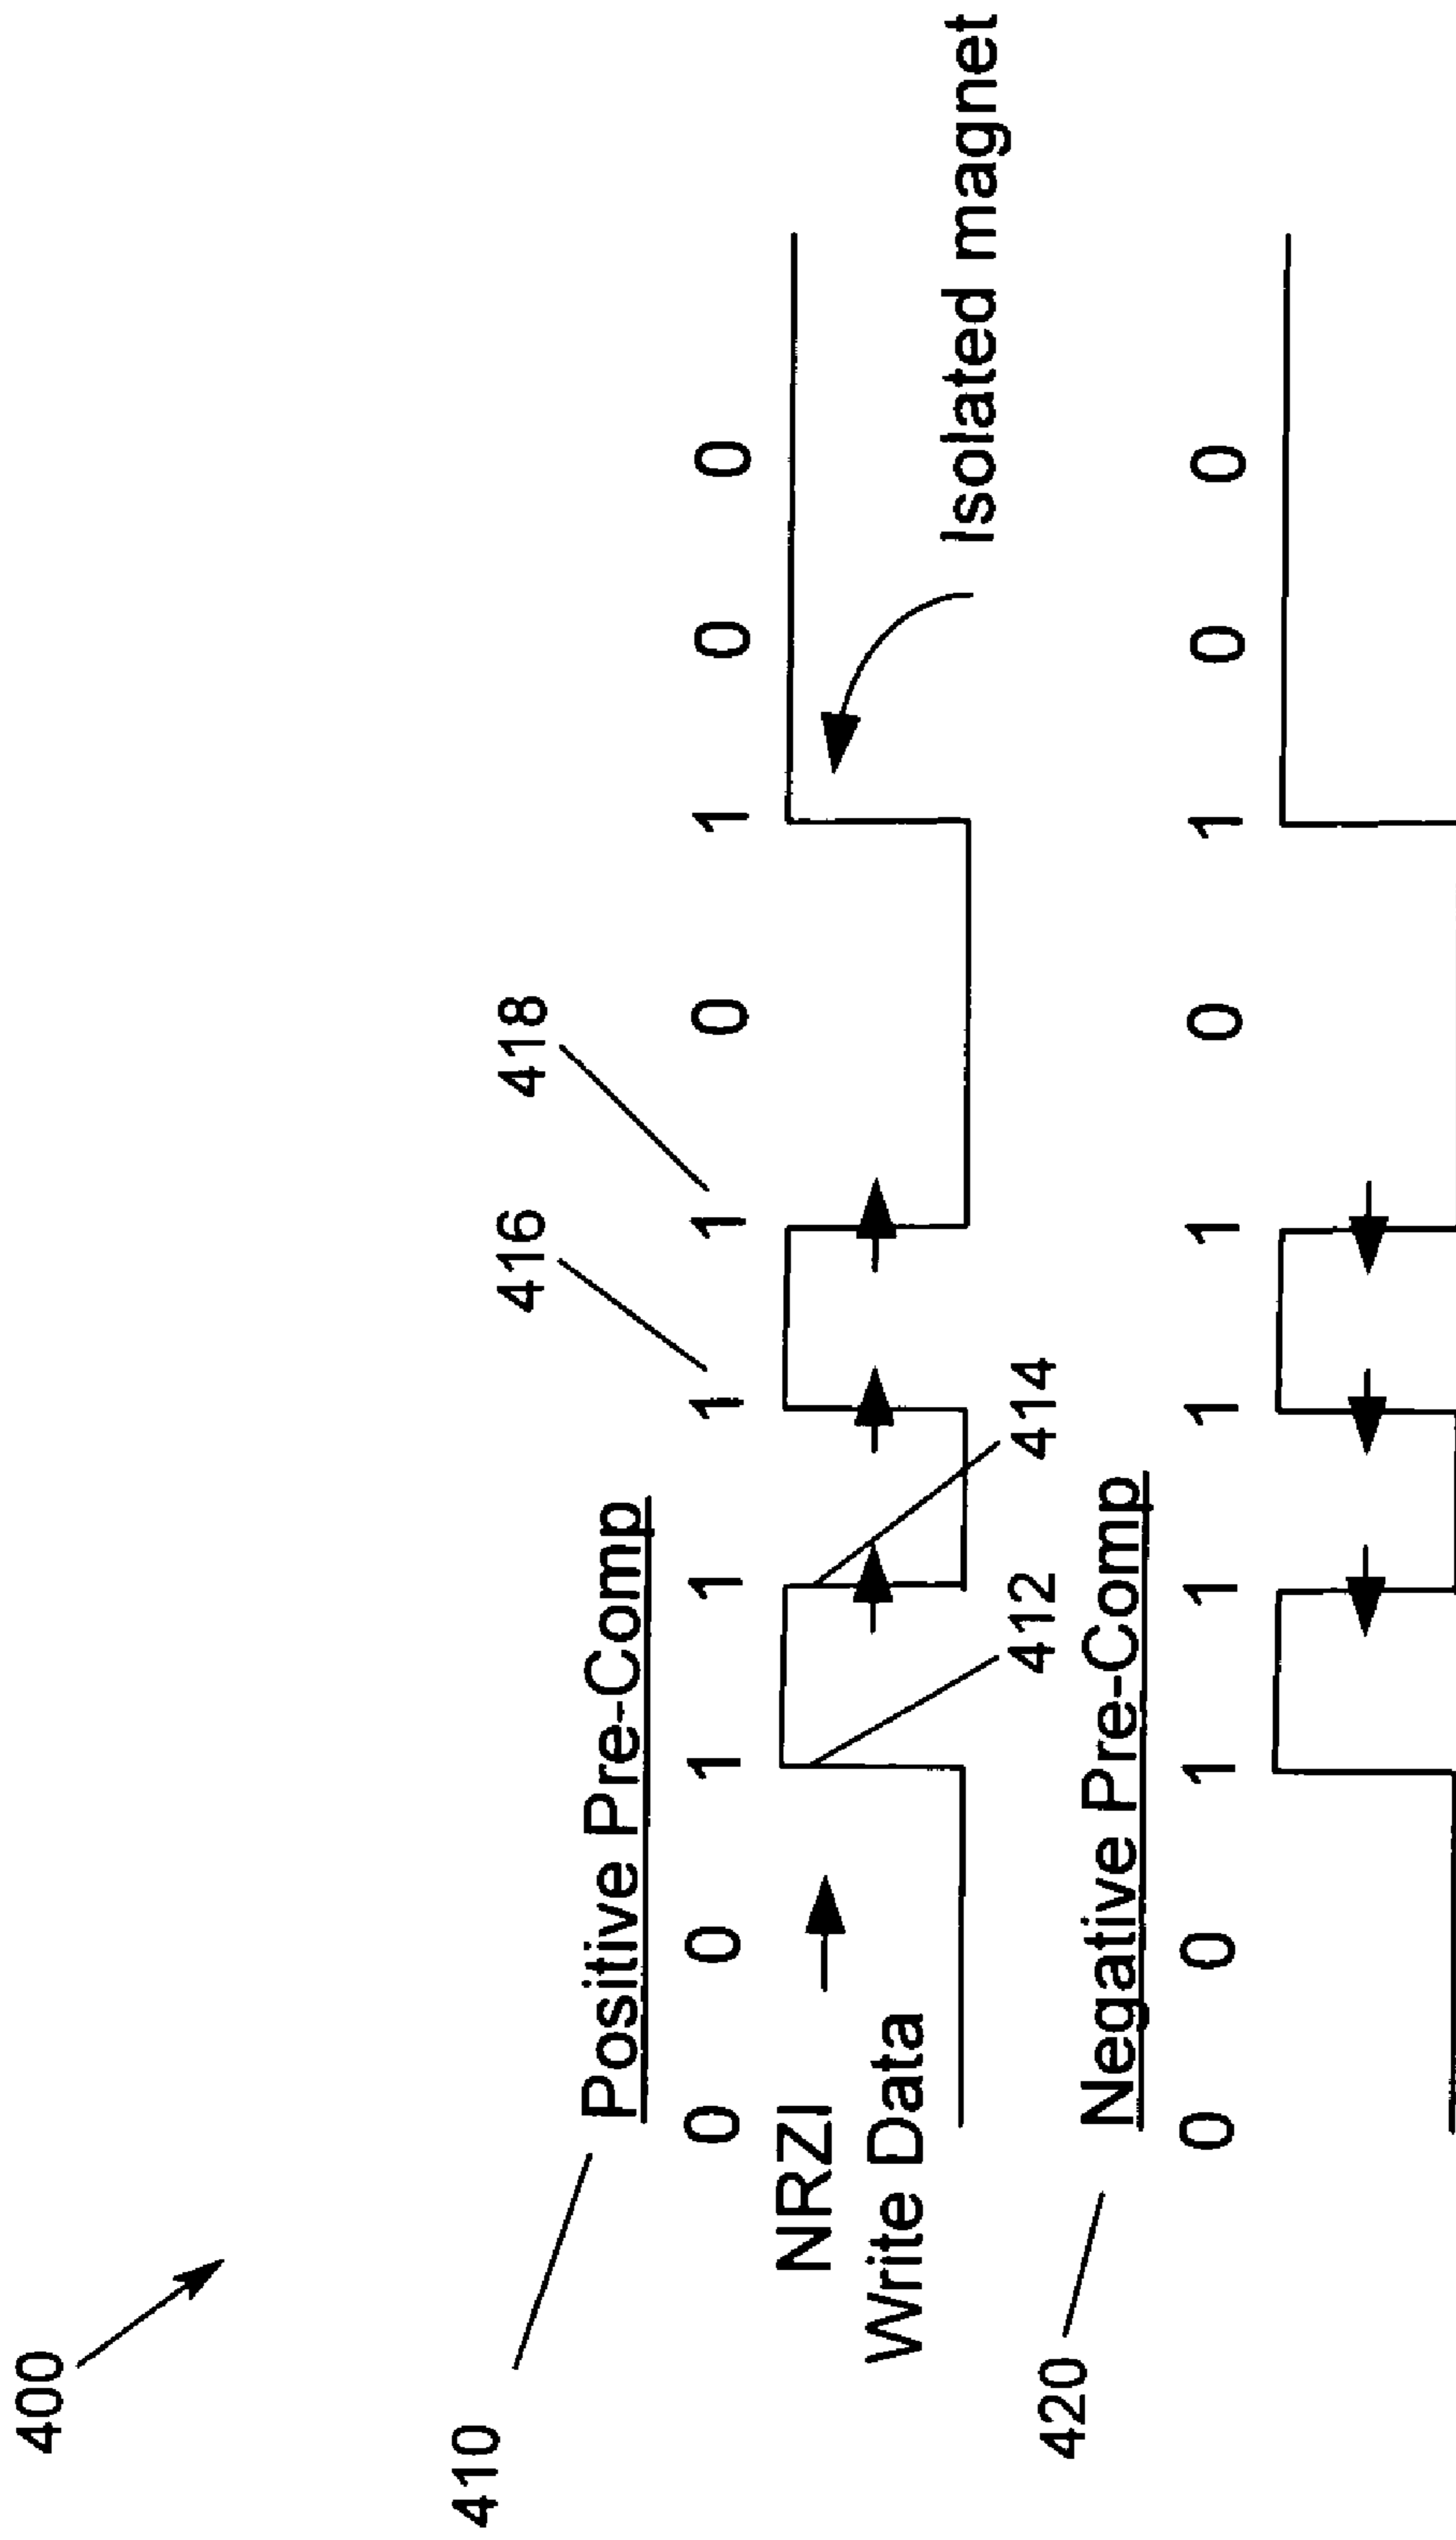 400
410
Positive Pre-Comp
416
418
0 0 1 1 1 1 0 1 0 0
NRZI
Write Data
412
414
Isolated magnet
420
Negative Pre-Comp
0 0 1 1 1 1 0 1 0 0